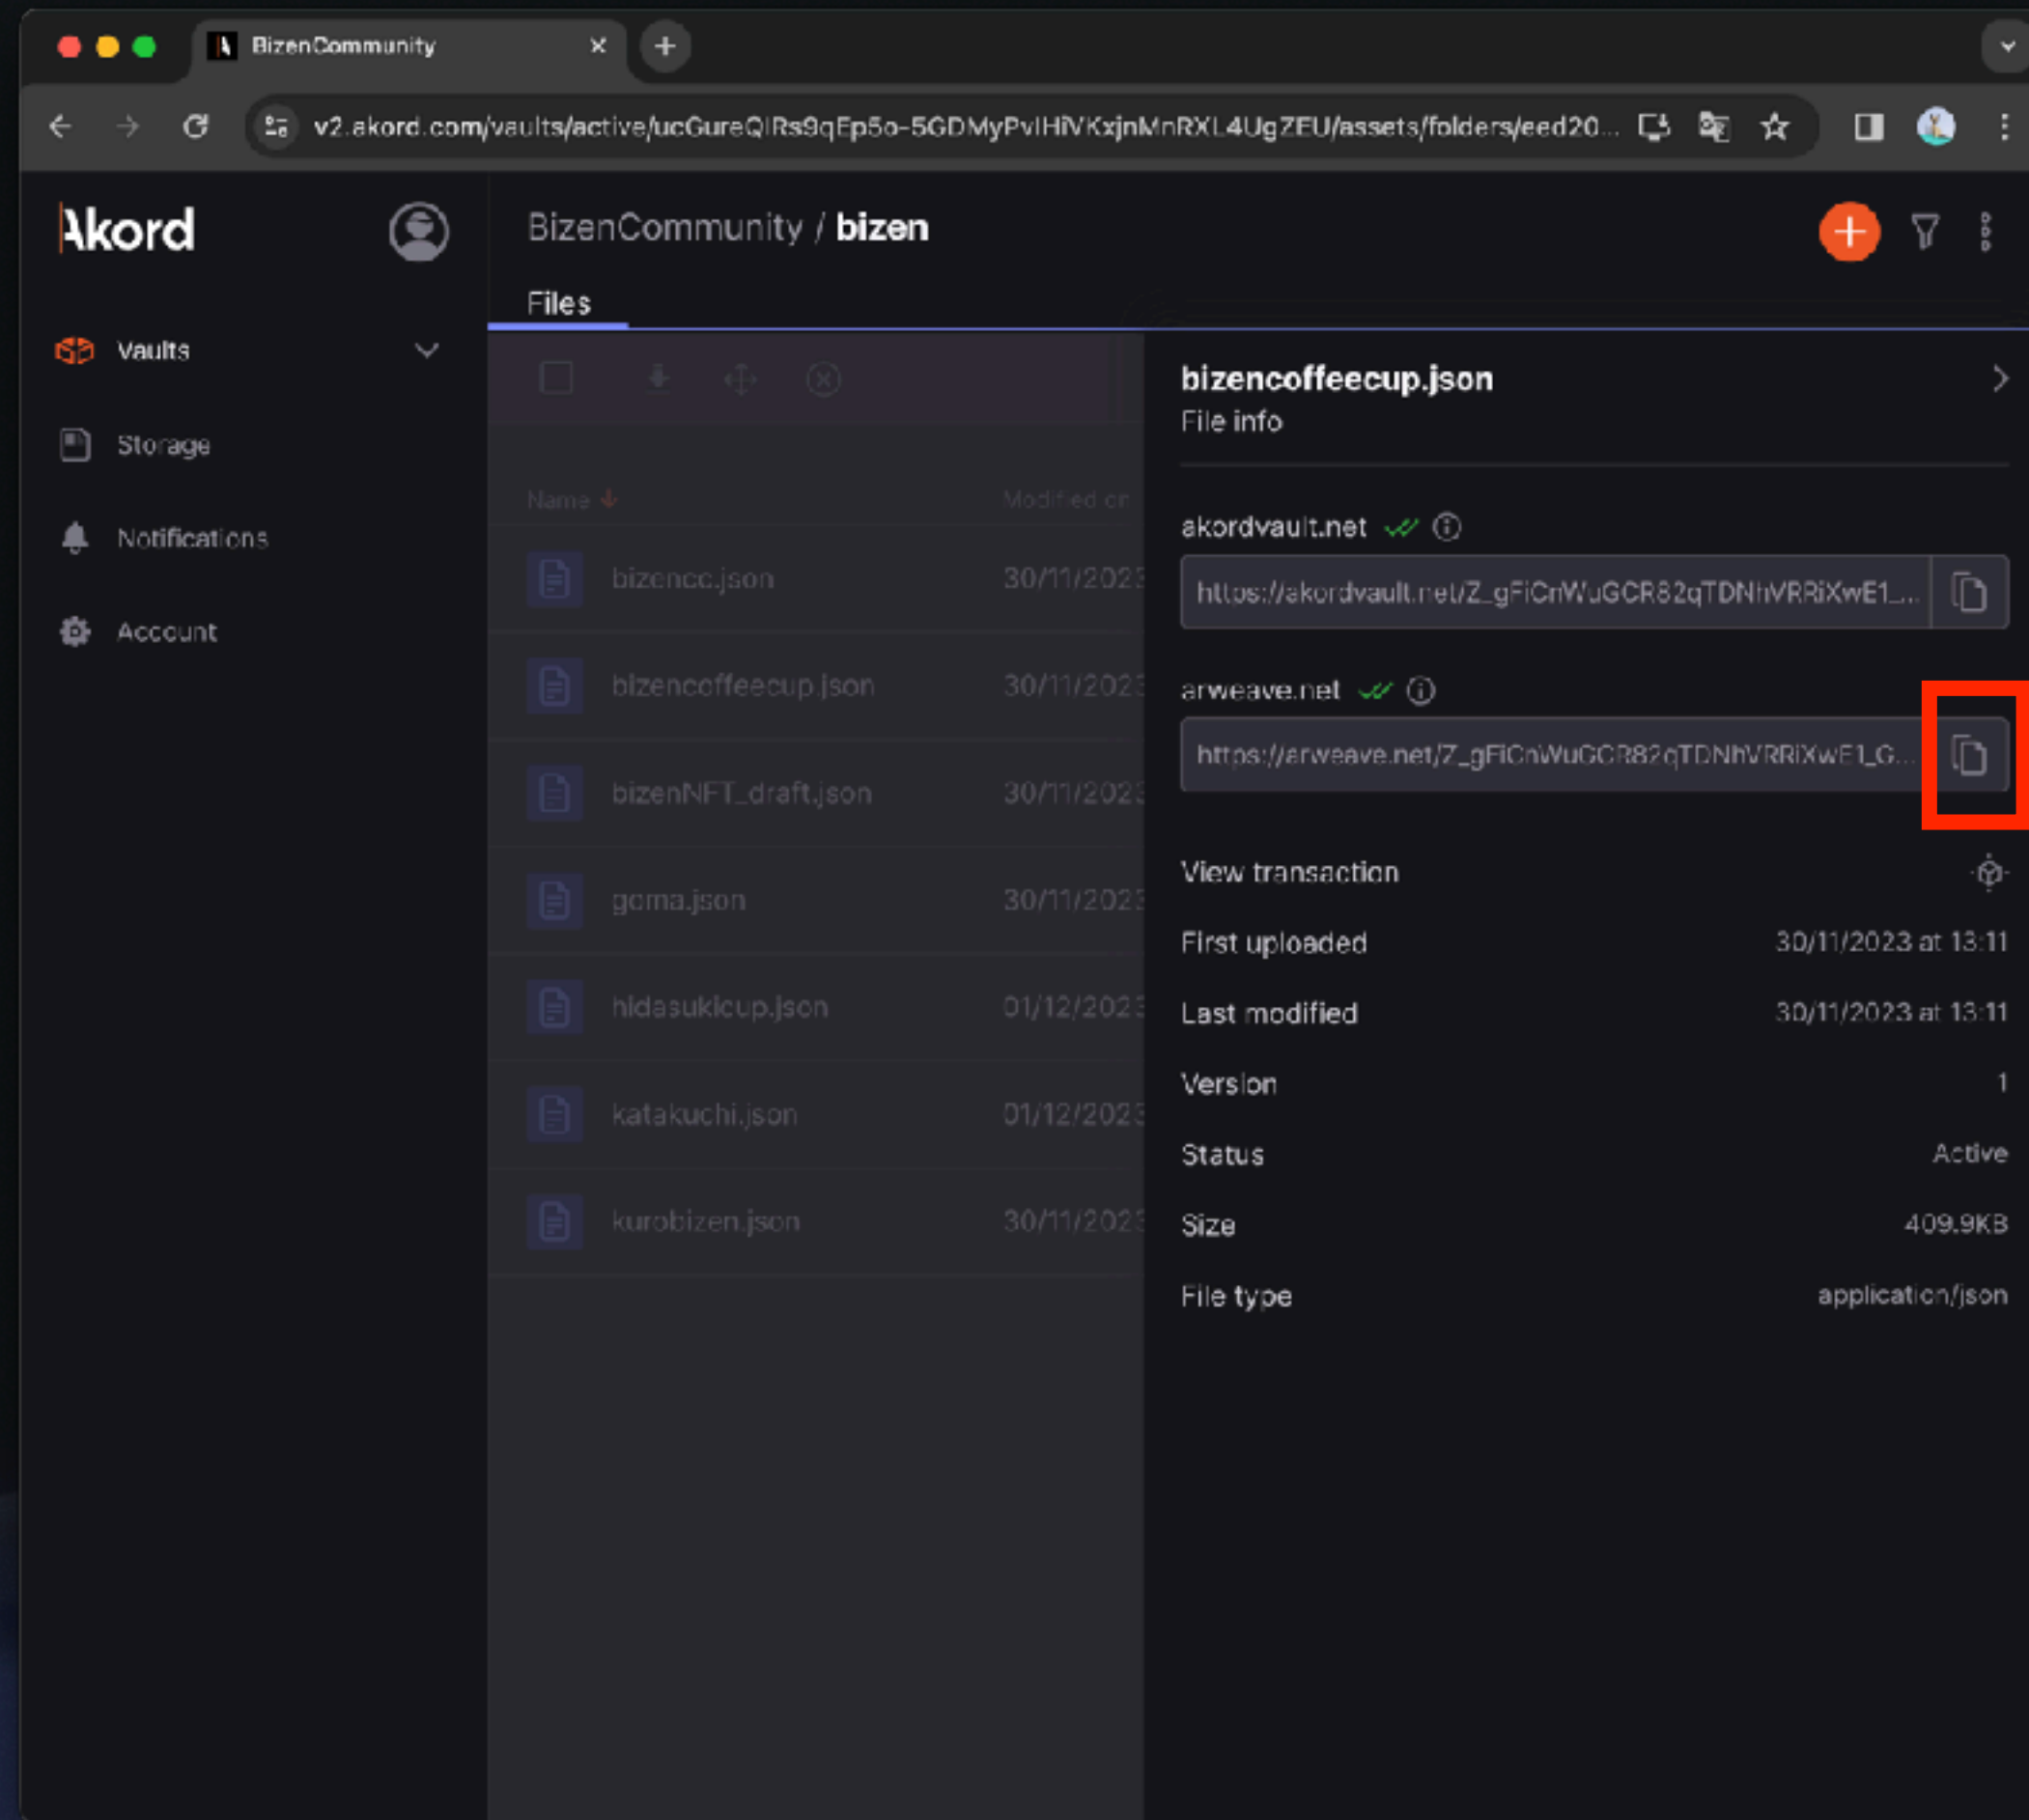 BizenCommunity
v2.akord.com/vaults/active/ucGureQIRs9qEp5o-5GDMyPvIHiVKxjnMnRXL4UgZEU/assets/folders/eed20...
Akord
BizenCommunity / bizen
Files
Vaults
Storage
Notifications
Account
Name
Modified on
bizencc.json 30/11/2023
bizencoffeecup.json 30/11/2023
bizenNFT_draft.json 30/11/2023
goma.json 30/11/2023
hidasukicup.json 01/12/2023
katakuchi.json 01/12/2023
kurobizen.json 30/11/2023
bizencoffeecup.json
File info
akordvault.net
https://akordvault.net/Z_gFiCnWuGCR82qTDNhVRRiXwE1_...
arweave.net
https://arweave.net/Z_gFiCnWuGCR82qTDNhVRRiXwE1_G...
View transaction
First uploaded 30/11/2023 at 13:11
Last modified 30/11/2023 at 13:11
Version 1
Status Active
Size 409.9KB
File type application/json